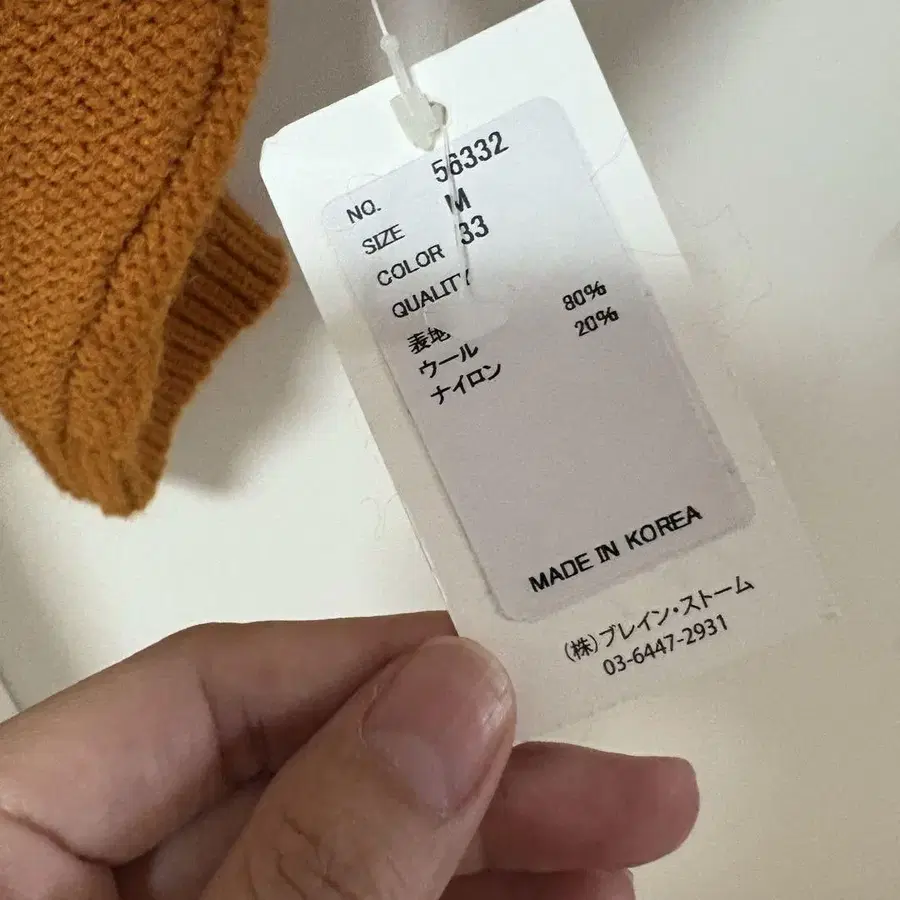 NO. 56332
SIZE M
COLOR 33
QUALITY
表地
ウール 80%
ナイロン 20%
MADE IN KOREA
(株)ブレイン・ストーム
03-6447-2931